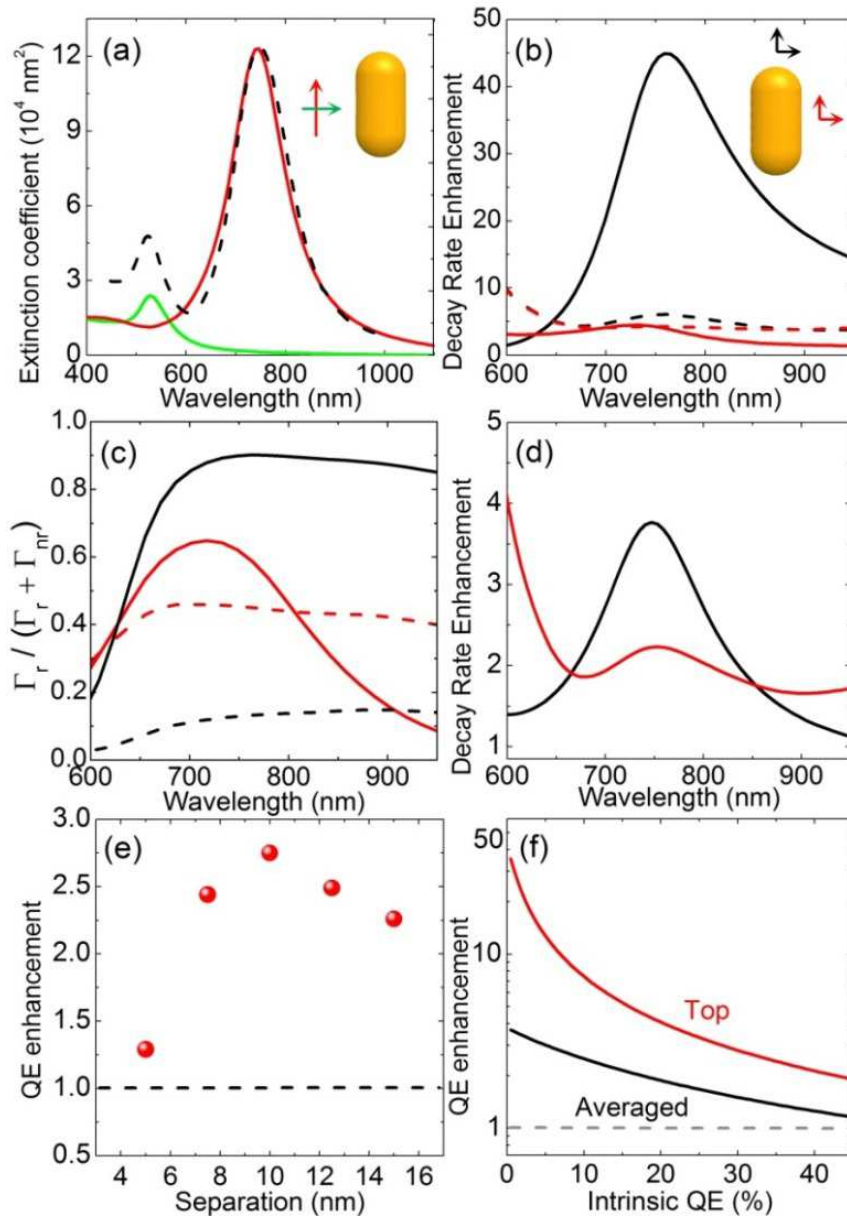 (a)
Extinction coefficient (10⁴ nm²)
12
9
6
3
0
400 600 800 1000
Wavelength (nm)
(b)
Decay Rate Enhancement
50
45
40
35
30
25
20
15
10
5
0
600 700 800 900
Wavelength (nm)
(c)
Γr / (Γr + Γnr)
1.0
0.8
0.6
0.4
0.2
0.0
600 700 800 900
Wavelength (nm)
(d)
Decay Rate Enhancement
5
4
3
2
1
600 700 800 900
Wavelength (nm)
(e)
QE enhancement
3.0
2.5
2.0
1.5
1.0
0.5
4 6 8 10 12 14 16
Separation (nm)
(f)
QE enhancement
50
10
1
Top
Averaged
0 10 20 30 40
Intrinsic QE (%)